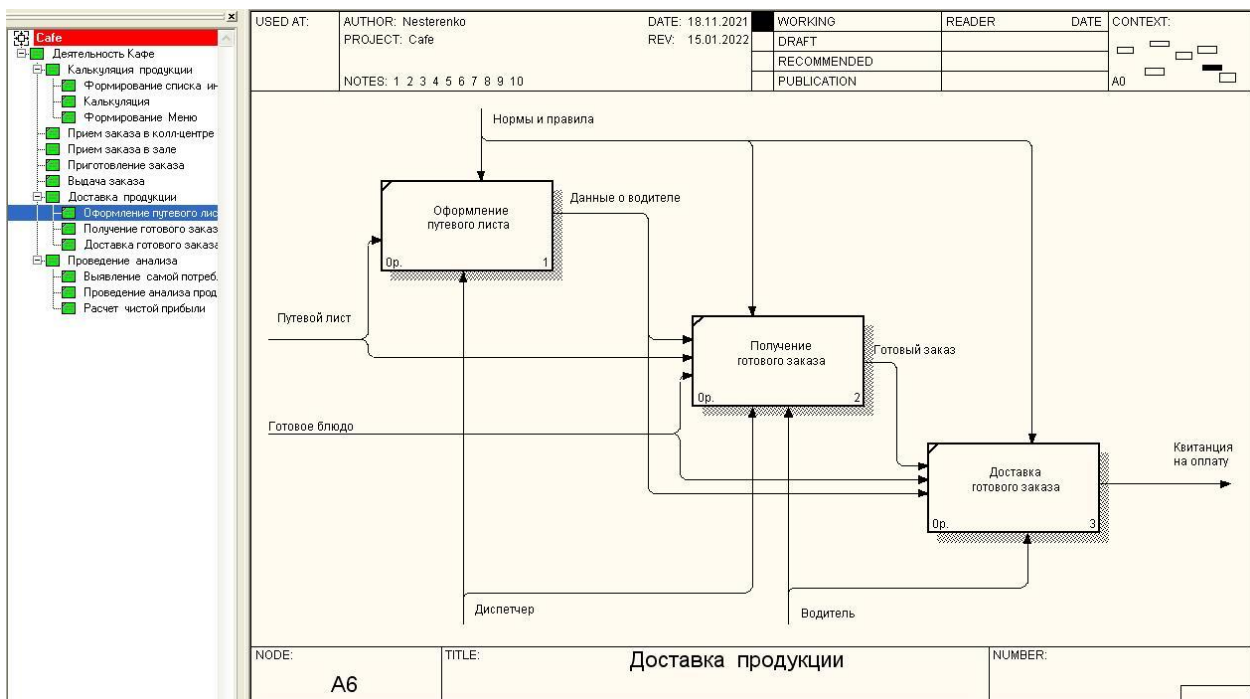 Cafe
Деятельность Кафе
Калькуляция продукции
Формирование списка ин
Калькуляция
Формирование Меню
Прием заказа в колл-центре
Прием заказа в зале
Приготовление заказа
Выдача заказа
Доставка продукции
Оформление путевого лис
Получение готового заказ
Доставка готового заказа
Проведение анализа
Выявление самой потреб.
Проведение анализа прод
Расчет чистой прибыли
USED AT:
AUTHOR: Nesterenko
DATE: 18.11.2021
PROJECT: Cafe
REV: 15.01.2022
NOTES: 1 2 3 4 5 6 7 8 9 10
WORKING
DRAFT
RECOMMENDED
PUBLICATION
READER
DATE
CONTEXT:
A0
Нормы и правила
Оформление
путевого листа
0р.
1
Данные о водителе
Путевой лист
Получение
готового заказа
0р.
2
Готовый заказ
Готовое блюдо
Доставка
готового заказа
0р.
3
Квитанция
на оплату
Диспетчер
Водитель
NODE:
A6
TITLE:
Доставка продукции
NUMBER: